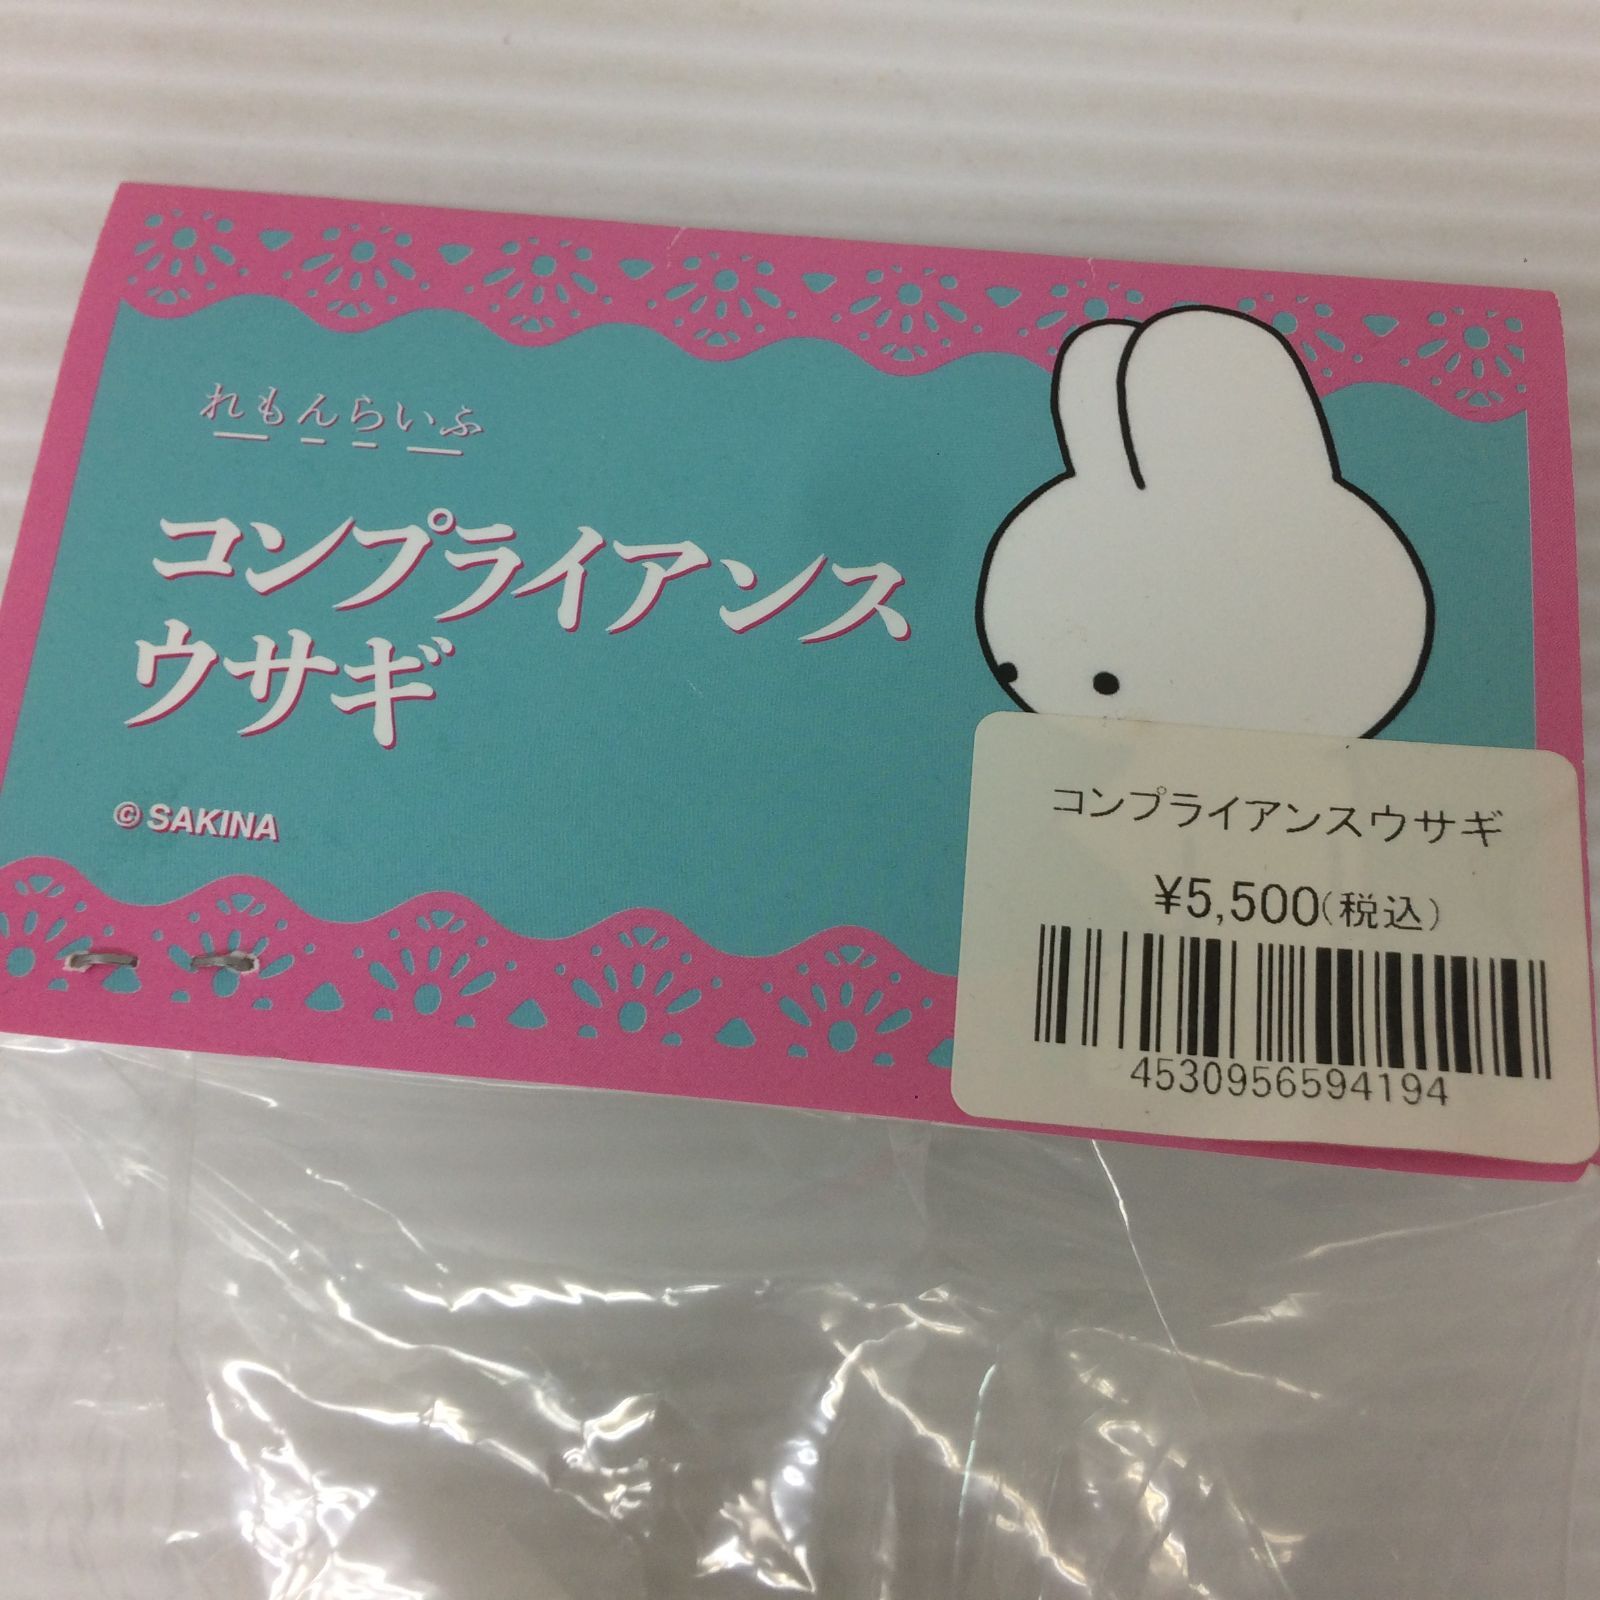 れもんらいふ
コンプライアンス
ウサギ
© SAKINA
コンプライアンスウサギ
¥5,500(税込)
4530956594194